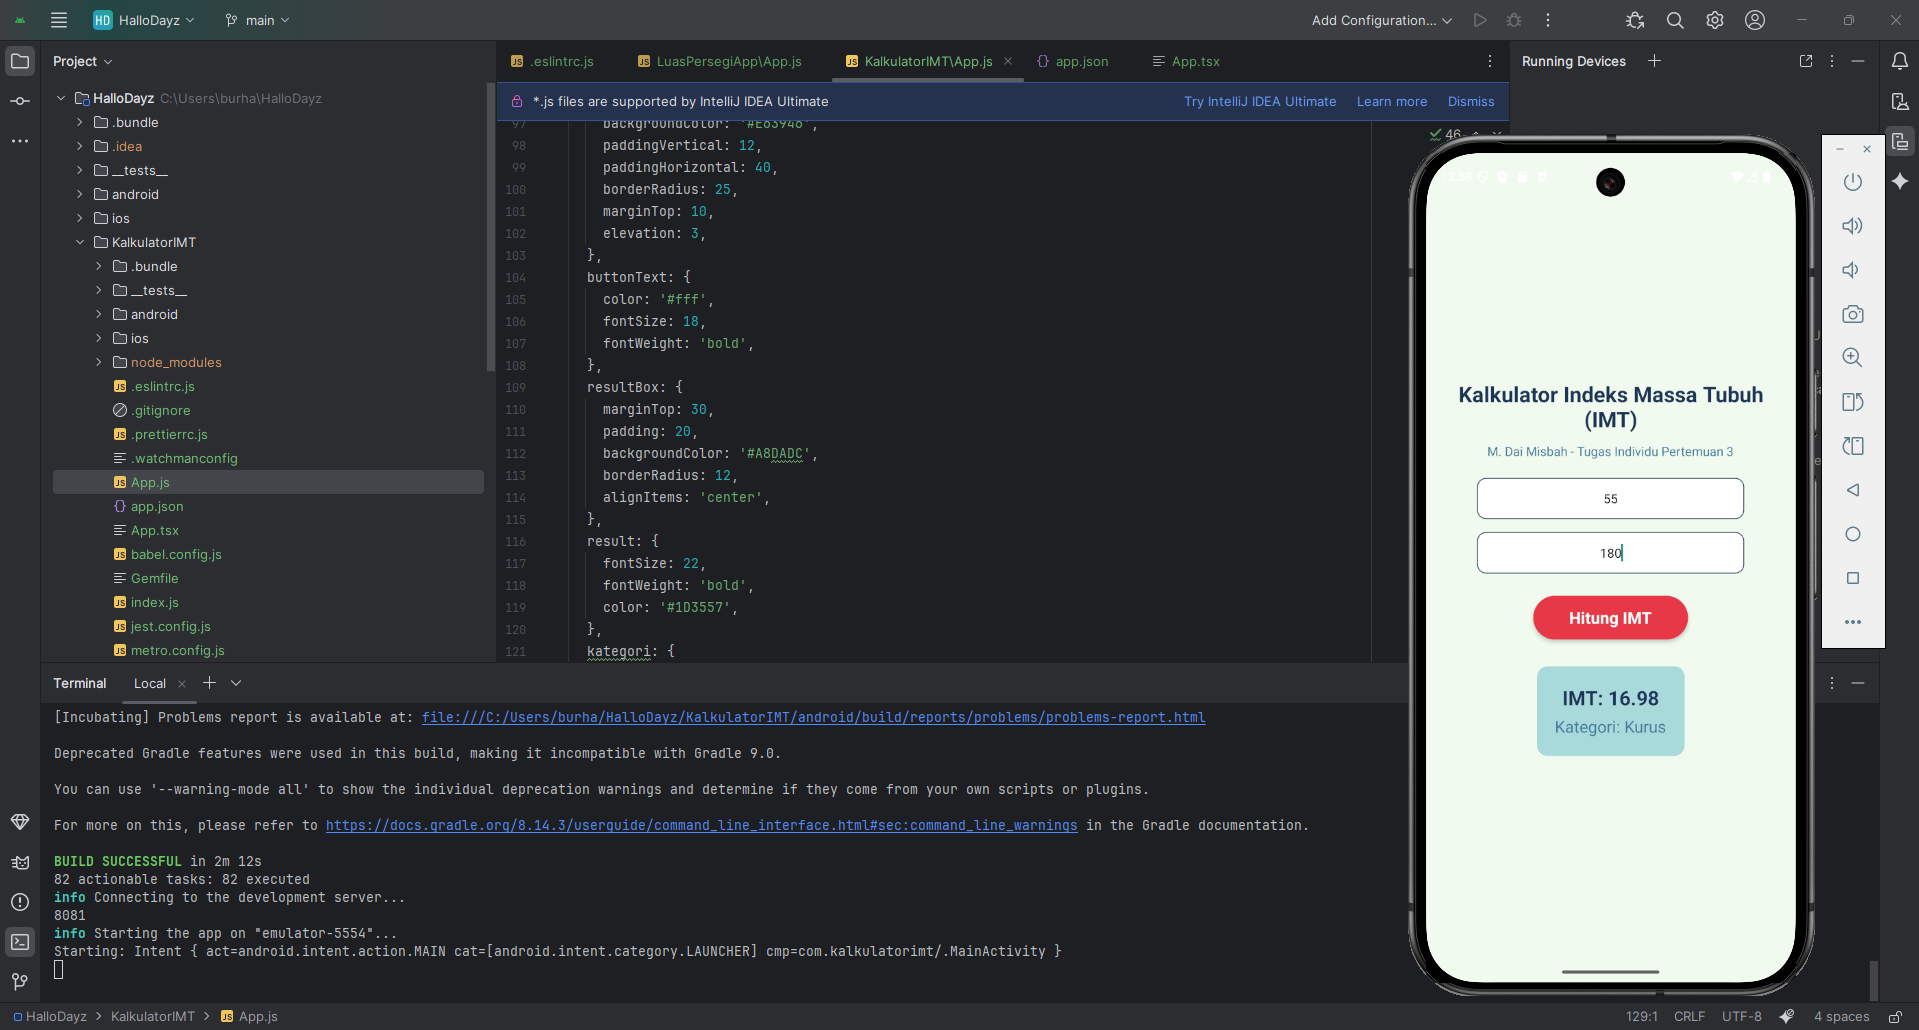 HD HalloDayz main Add Configuration...
Project
HalloDayz C:\Users\burha\HalloDayz
.bundle
.idea
__tests__
android
ios
KalkulatorIMT
.bundle
__tests__
android
ios
node_modules
JS .eslintrc.js
.gitignore
JS .prettierrc.js
.watchmanconfig
JS App.js
{} app.json
App.tsx
JS babel.config.js
Gemfile
JS index.js
JS jest.config.js
JS metro.config.js
JS .eslintrc.js JS LuasPersegiApp\App.js JS KalkulatorIMT\App.js {} app.json App.tsx
*.js files are supported by IntelliJ IDEA Ultimate Try IntelliJ IDEA Ultimate Learn more Dismiss
46
97 backgroundColor: '#E63946',
98 paddingVertical: 12,
99 paddingHorizontal: 40,
100 borderRadius: 25,
101 marginTop: 10,
102 elevation: 3,
103 },
104 buttonText: {
105 color: '#fff',
106 fontSize: 18,
107 fontWeight: 'bold',
108 },
109 resultBox: {
110 marginTop: 30,
111 padding: 20,
112 backgroundColor: '#A8DADC',
113 borderRadius: 12,
114 alignItems: 'center',
115 },
116 result: {
117 fontSize: 22,
118 fontWeight: 'bold',
119 color: '#1D3557',
120 },
121 kategori: {
Running Devices
Kalkulator Indeks Massa Tubuh
(IMT)
M. Dai Misbah - Tugas Individu Pertemuan 3
55
180
Hitung IMT
IMT: 16.98
Kategori: Kurus
Terminal Local
[Incubating] Problems report is available at: file:///C:/Users/burha/HalloDayz/KalkulatorIMT/android/build/reports/problems/problems-report.html
Deprecated Gradle features were used in this build, making it incompatible with Gradle 9.0.
You can use '--warning-mode all' to show the individual deprecation warnings and determine if they come from your own scripts or plugins.
For more on this, please refer to https://docs.gradle.org/8.14.3/userguide/command_line_interface.html#sec:command_line_warnings in the Gradle documentation.
BUILD SUCCESSFUL in 2m 12s
82 actionable tasks: 82 executed
info Connecting to the development server...
8081
info Starting the app on "emulator-5554"...
Starting: Intent { act=android.intent.action.MAIN cat=[android.intent.category.LAUNCHER] cmp=com.kalkulatorimt/.MainActivity }
HalloDayz > KalkulatorIMT > JS App.js 129:1 CRLF UTF-8 4 spaces